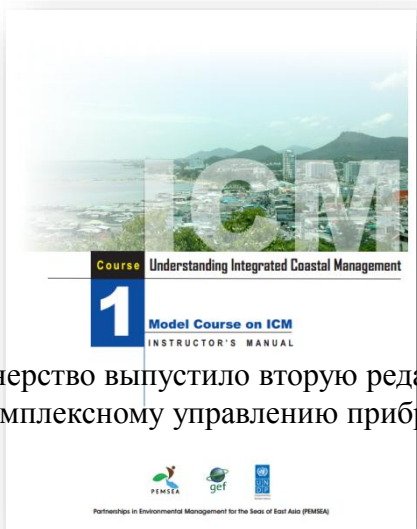 ICM
Course Understanding Integrated Coastal Management
1
Model Course on ICM
INSTRUCTOR'S MANUAL
нерство выпустило вторую реда
мплексному управлению прибр
PEMSEA gef
U N
D P
Partnerships in Environmental Management for the Seas of East Asia (PEMSEA)